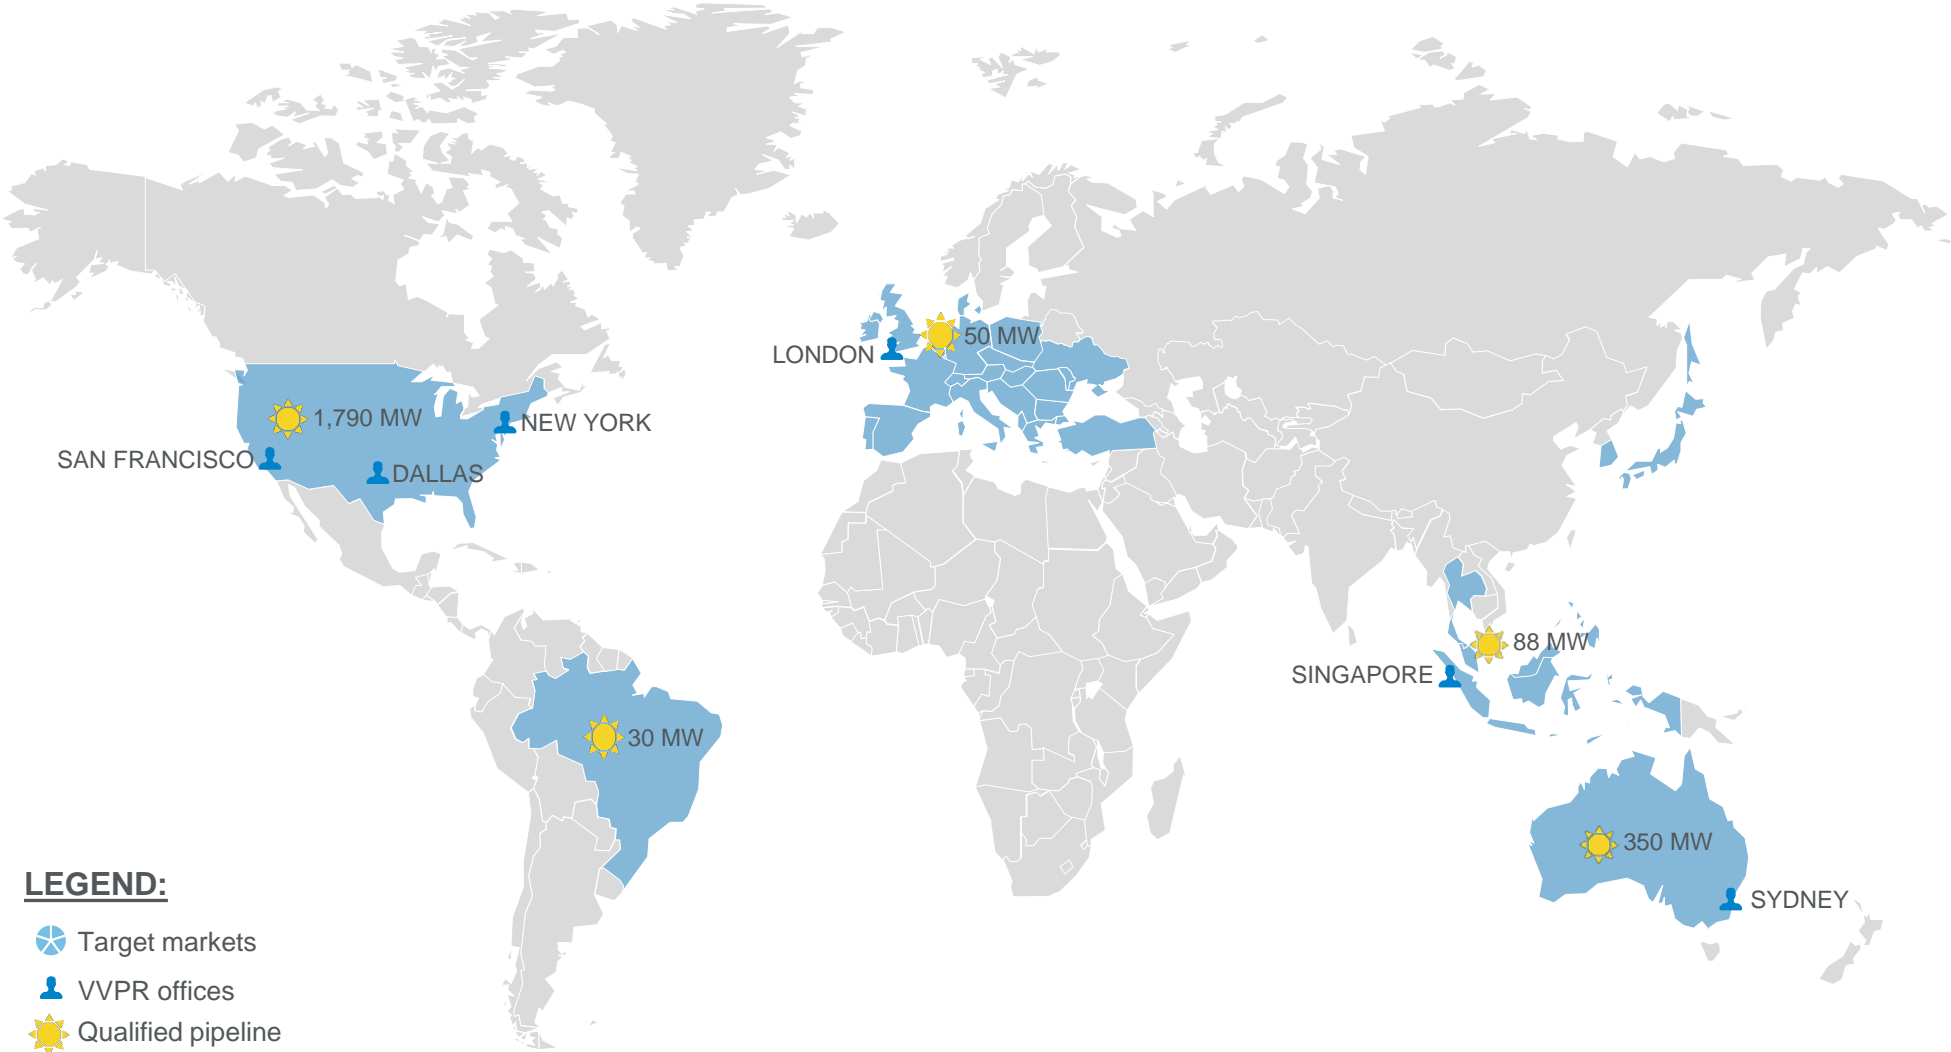 50 MW
LONDON
1,790 MW
NEW YORK
SAN FRANCISCO
DALLAS
88 MW
SINGAPORE
30 MW
350 MW
SYDNEY
LEGEND:
Target markets
VVPR offices
Qualified pipeline